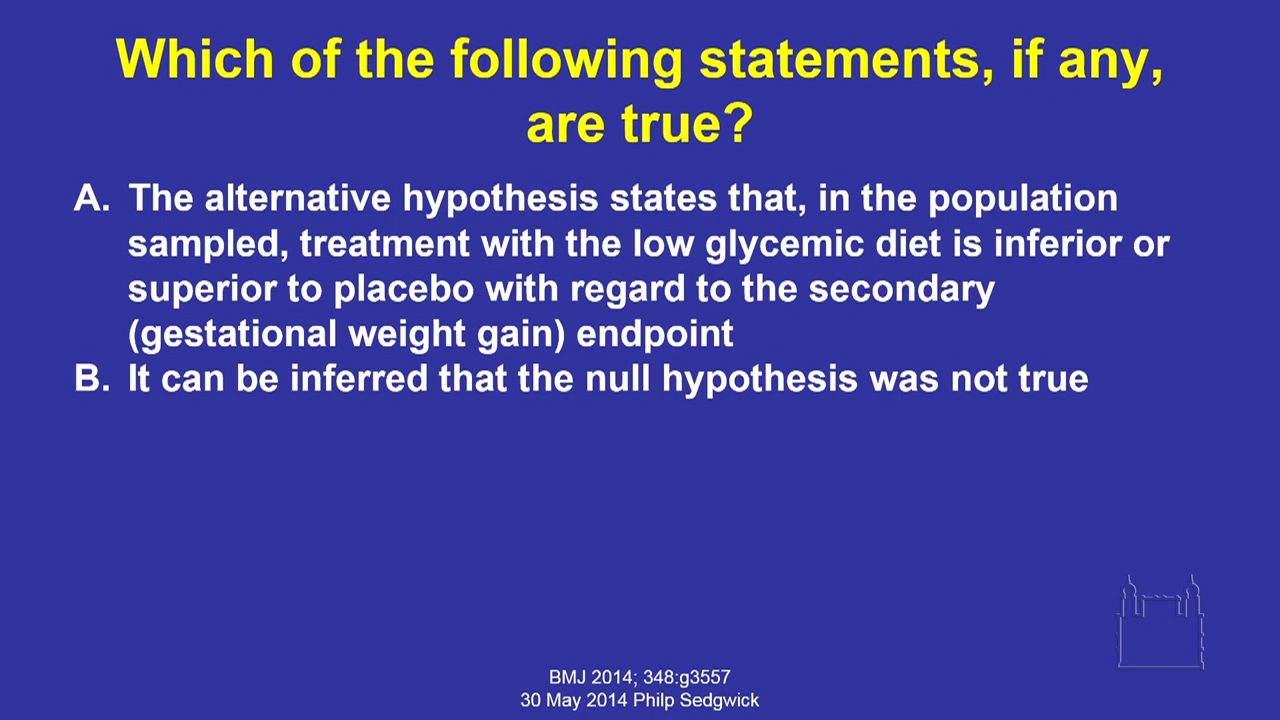 Which of the following statements, if any,
are true?
A. The alternative hypothesis states that, in the population
sampled, treatment with the low glycemic diet is inferior or
superior to placebo with regard to the secondary
(gestational weight gain) endpoint
B. It can be inferred that the null hypothesis was not true
BMJ 2014; 348:g3557
30 May 2014 Philp Sedgwick